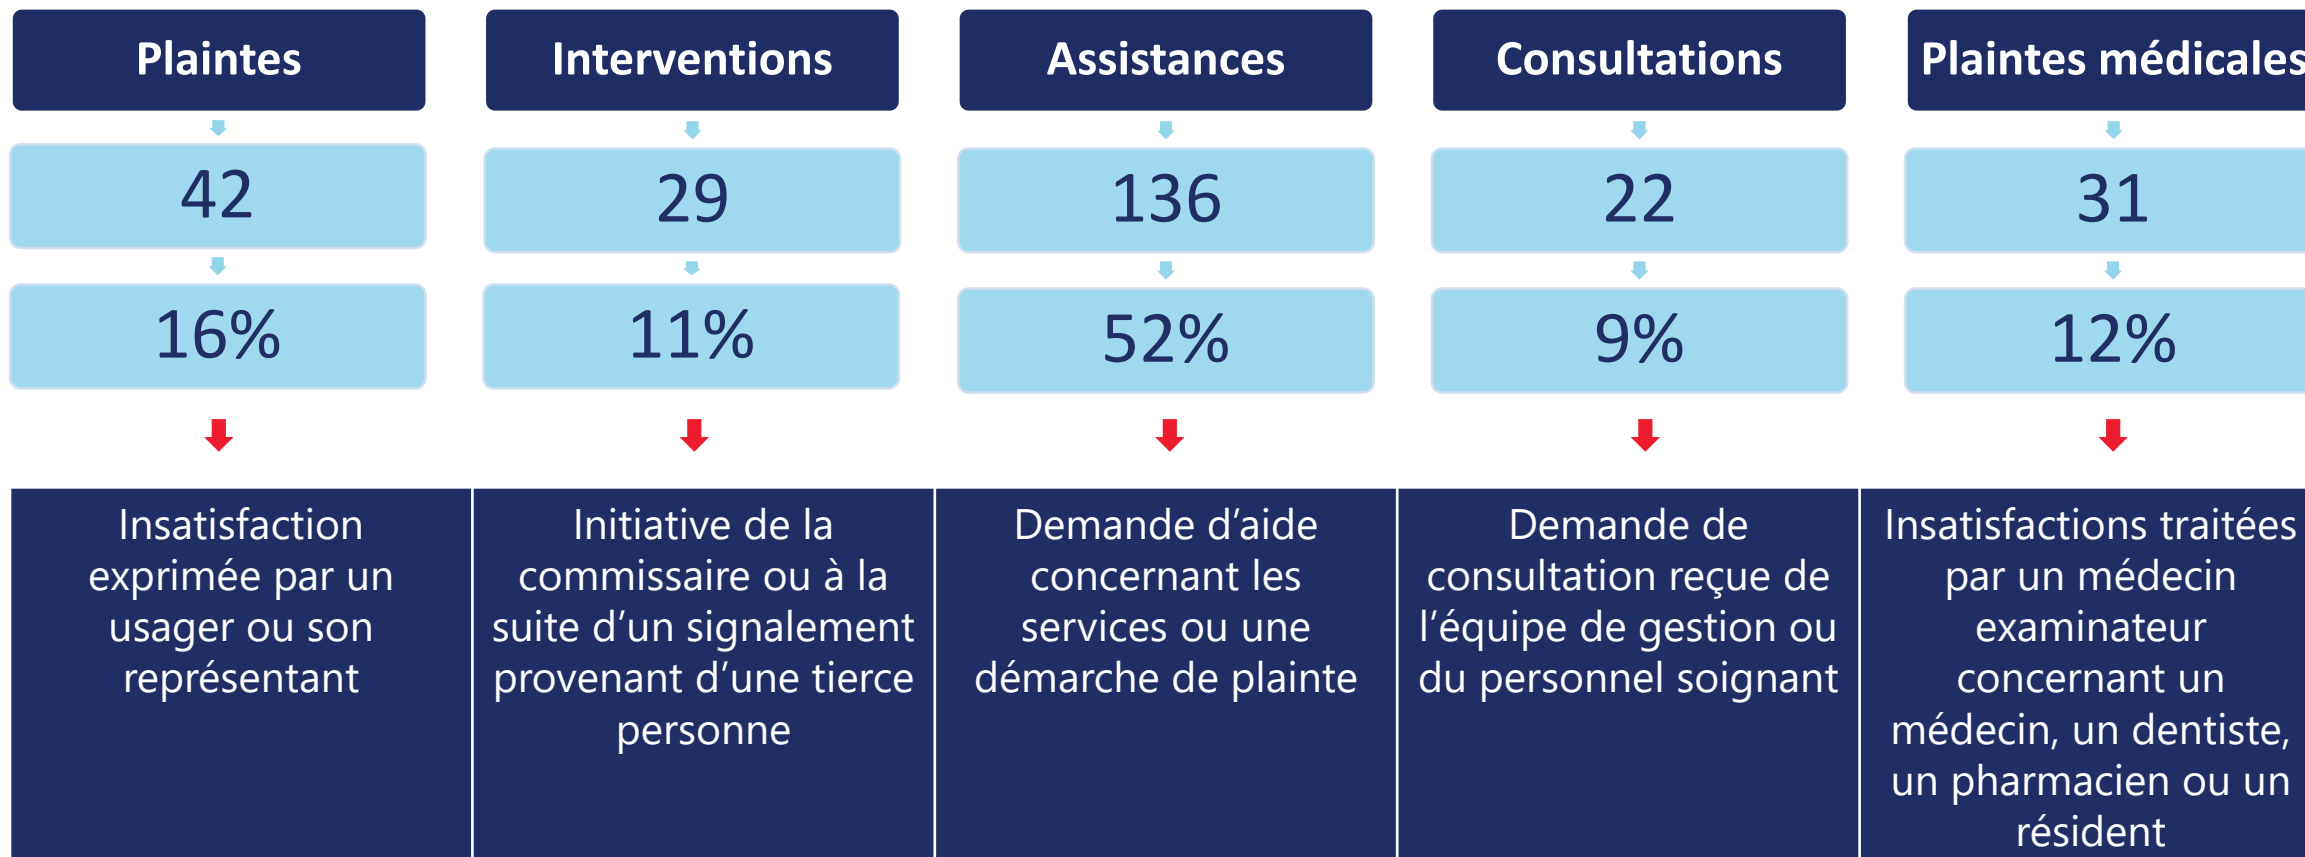 Plaintes
Interventions
Assistances
Consultations
Plaintes médicales
42
29
136
22
31
16%
11%
52%
9%
12%
Insatisfaction
exprimée par un
usager ou son
représentant
Initiative de la
commissaire ou à la
suite d’un signalement
provenant d’une tierce
personne
Demande d’aide
concernant les
services ou une
démarche de plainte
Demande de
consultation reçue de
l’équipe de gestion ou
du personnel soignant
Insatisfactions traitées
par un médecin
examinateur
concernant un
médecin, un dentiste,
un pharmacien ou un
résident